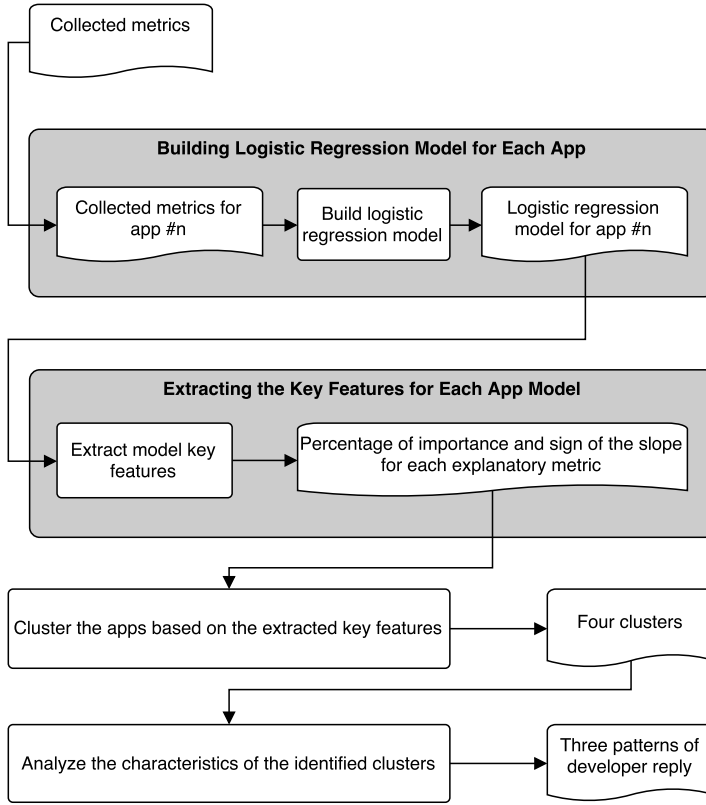 Collected metrics
Building Logistic Regression Model for Each App
Collected metrics for
app #n
Build logistic
regression model
Logistic regression
model for app #n
Extracting the Key Features for Each App Model
Extract model key
features
Percentage of importance and sign of the slope
for each explanatory metric
Cluster the apps based on the extracted key features
Four clusters
Analyze the characteristics of the identified clusters
Three patterns of
developer reply